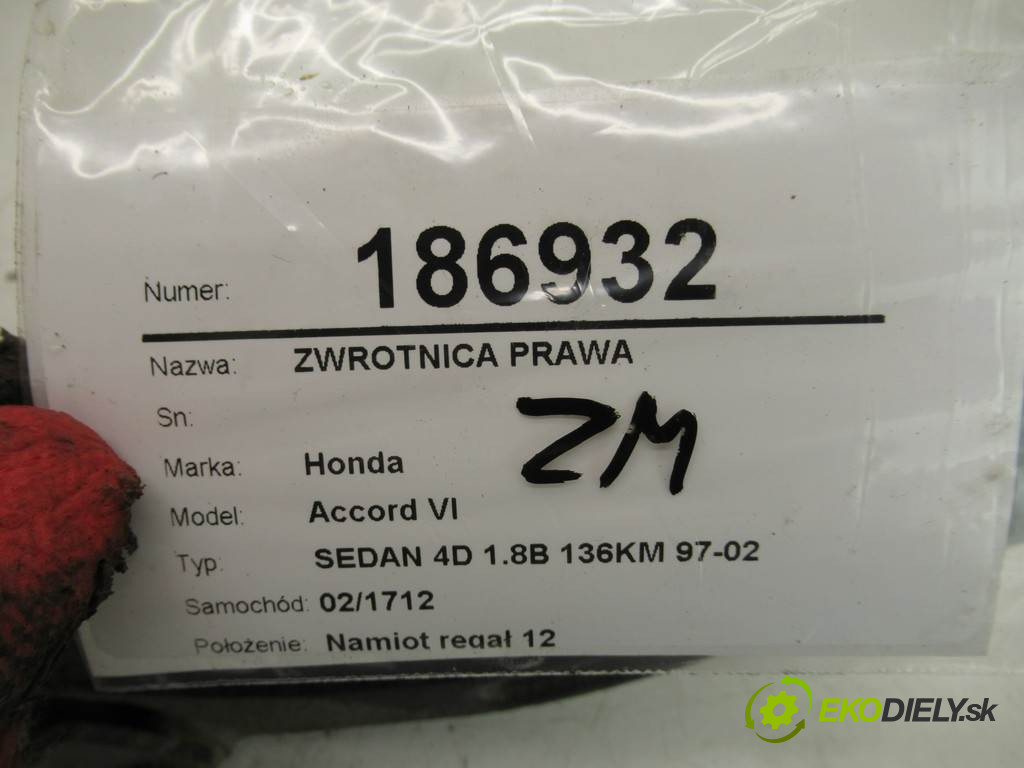 Numer: 186932
Nazwa: ZWROTNICA PRAWA
Sn:
ZM
Marka: Honda
Model: Accord VI
Typ: SEDAN 4D 1.8B 136KM 97-02
Samochód: 02/1712
Położenie: Namiot regał 12
EKODIELY.sk